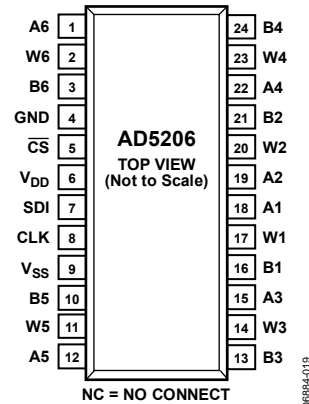 A6 1
W6 2
B6 3
GND 4
C̅S̅ 5
VDD 6
SDI 7
CLK 8
VSS 9
B5 10
W5 11
A5 12
AD5206
TOP VIEW
(Not to Scale)
24 B4
23 W4
22 A4
21 B2
20 W2
19 A2
18 A1
17 W1
16 B1
15 A3
14 W3
13 B3
NC = NO CONNECT
06884-019